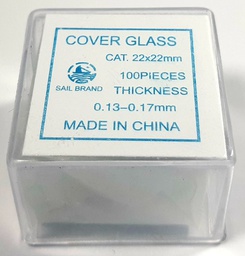 COVER GLASS
CAT. 22x22mm
100PIECES
SAIL BRAND THICKNESS
0.13-0.17mm
MADE IN CHINA